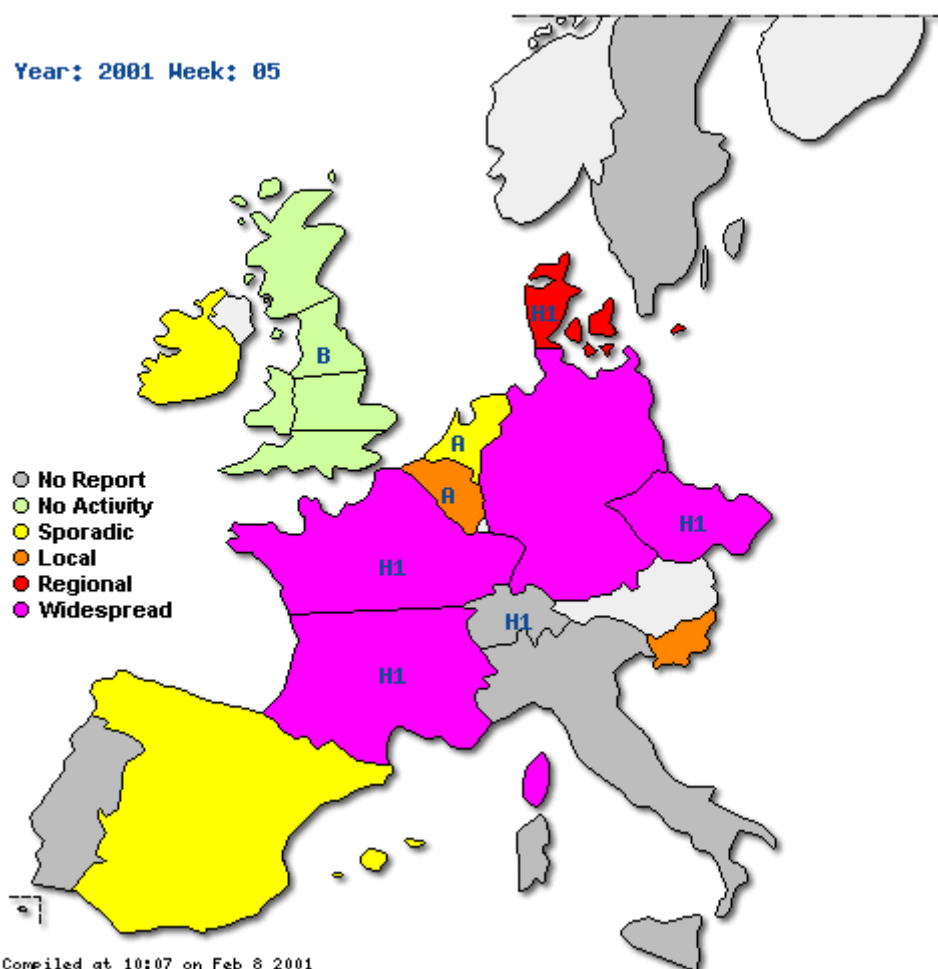 Year: 2001 Week: 05
H1
B
A
No Report
No Activity
A
Sporadic
H1
Local
H1
Regional
Widespread
H1
H1
Compiled at 10:07 on Feb 8 2001